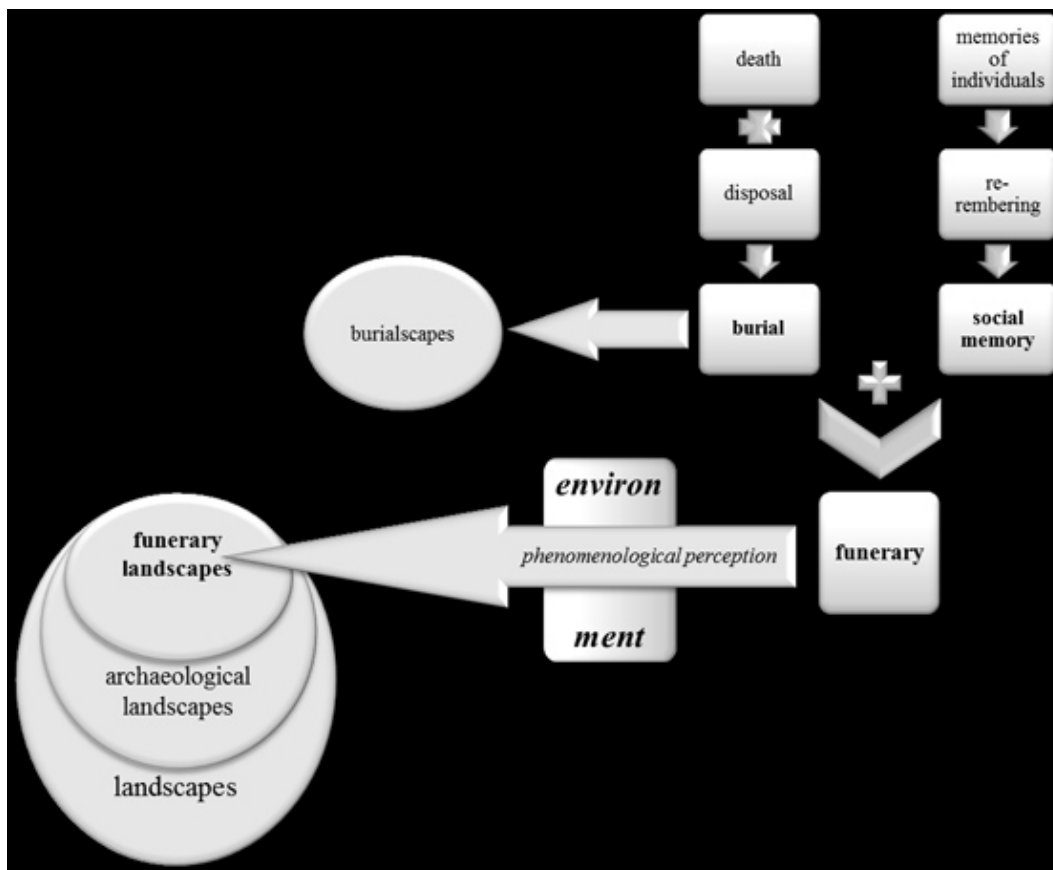 death
memories
of
individuals
disposal
re-
rembering
burialscapes
burial
social
memory
environ
phenomenological perception
ment
funerary
funerary
landscapes
archaeological
landscapes
landscapes